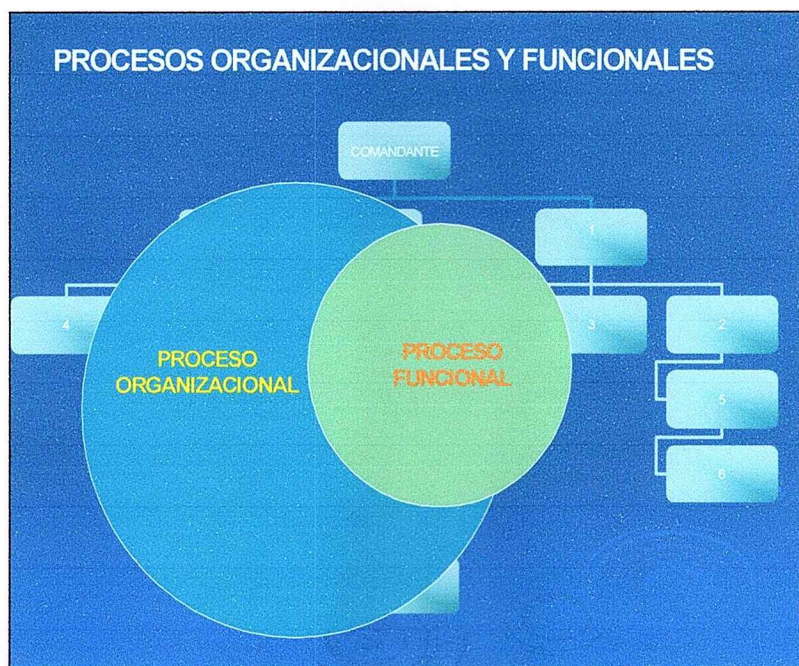 PROCESOS ORGANIZACIONALES Y FUNCIONALES
COMANDANTE
1
4
3
2
PROCESO
ORGANIZACIONAL
PROCESO
FUNCIONAL
5
6